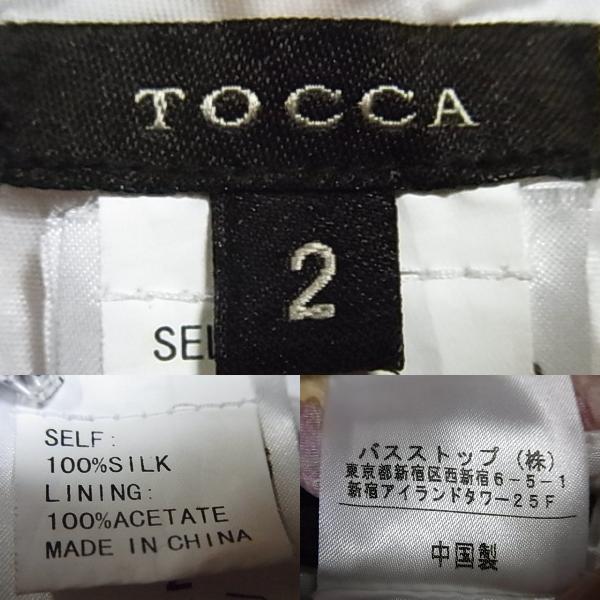 TOCCA
2
SEL
SELF:
100%SILK
LINING:
100%ACETATE
MADE IN CHINA
バスストップ(株)
東京都新宿区西新宿6-5-1
新宿アイランドタワー25F
中国製